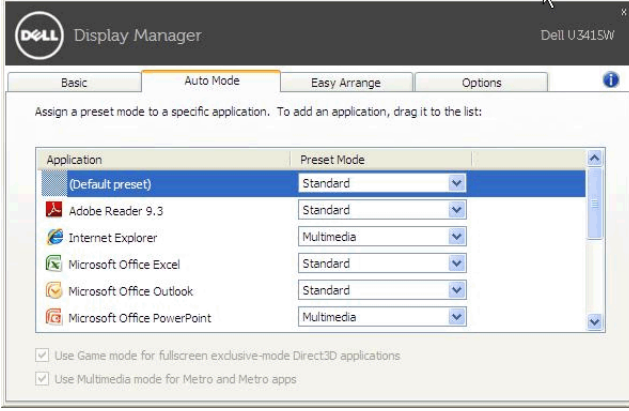 DELL Display Manager Dell U3415W
x
Basic Auto Mode Easy Arrange Options
Assign a preset mode to a specific application. To add an application, drag it to the list:
Application Preset Mode
(Default preset) Standard
Adobe Reader 9.3 Standard
Internet Explorer Multimedia
Microsoft Office Excel Standard
Microsoft Office Outlook Standard
Microsoft Office PowerPoint Multimedia
Use Game mode for fullscreen exclusive-mode Direct3D applications
Use Multimedia mode for Metro and Metro apps